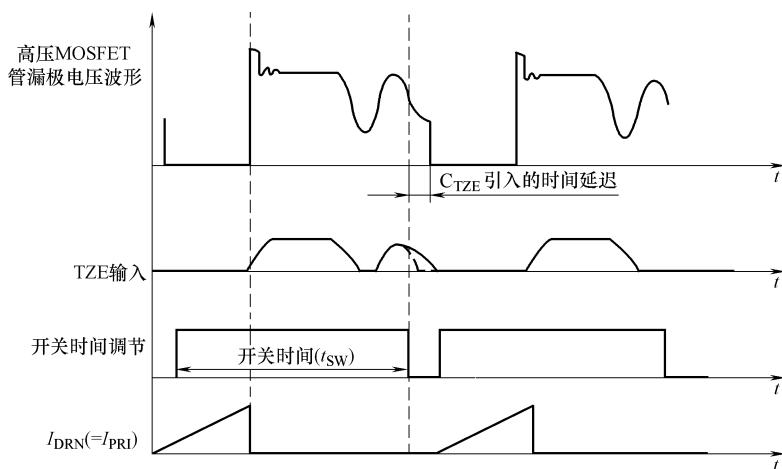 高压MOSFET
管漏极电压波形
t
C_TZE 引入的时间延迟
TZE输入
t
开关时间调节
开关时间(t_SW)
t
I_DRN(=I_PRI)
t